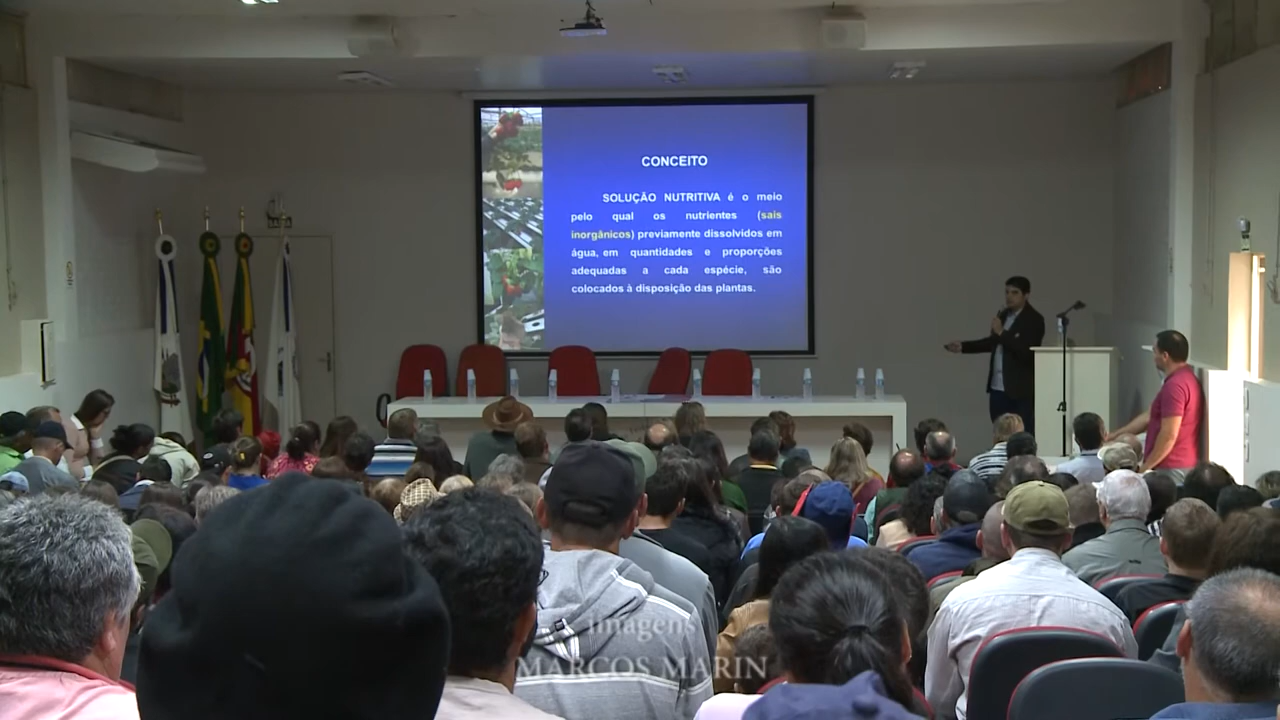 CONCEITO
SOLUÇÃO NUTRITIVA é o meio
pelo qual os nutrientes (sais
inorgânicos) previamente dissolvidos em
água, em quantidades e proporções
adequadas a cada espécie, são
colocados à disposição das plantas.
imagens
MARCOS MARIN